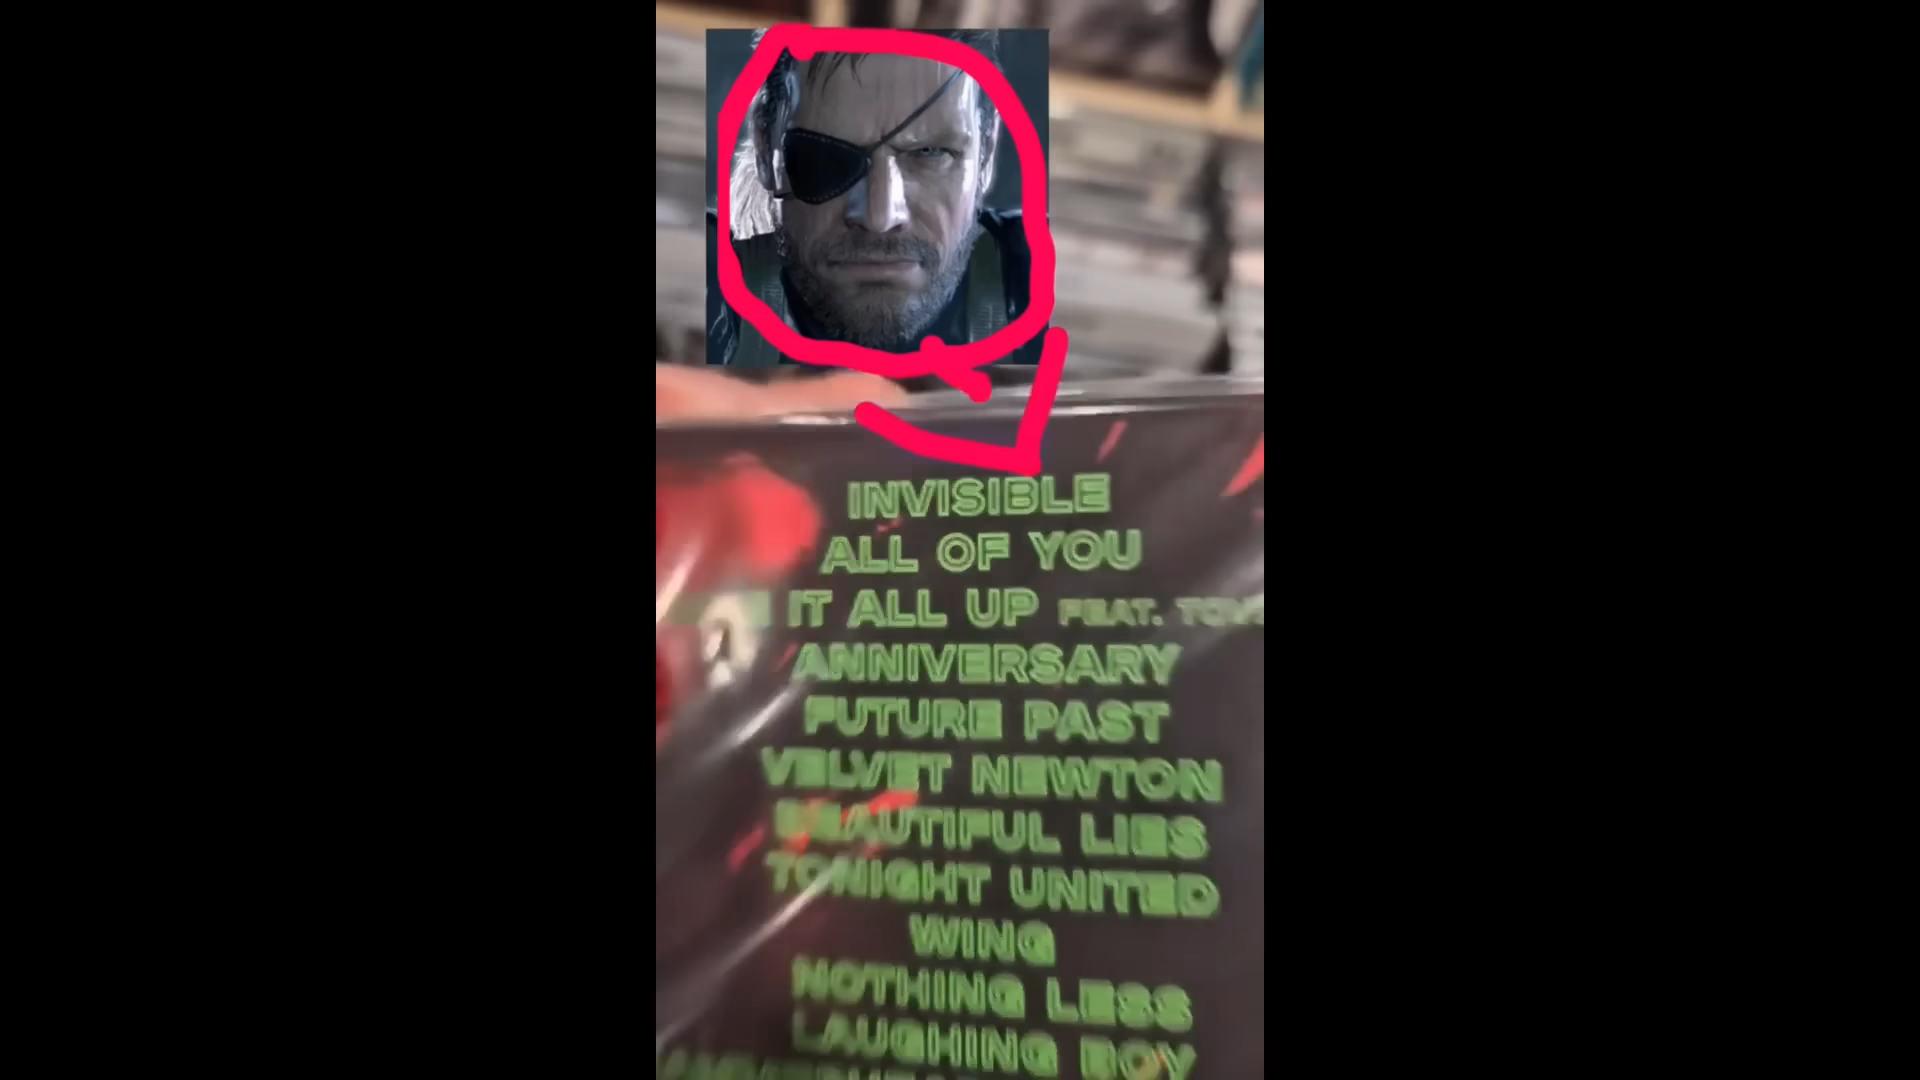 INVISIBLE
ALL OF YOU
IT ALL UP FEAT.
ANNIVERSARY
FUTURE PAST
VELVET NEWTON
BEAUTIFUL LIES
TONIGHT UNITED
WING
NOTHING LESS
LAUGHING BOY